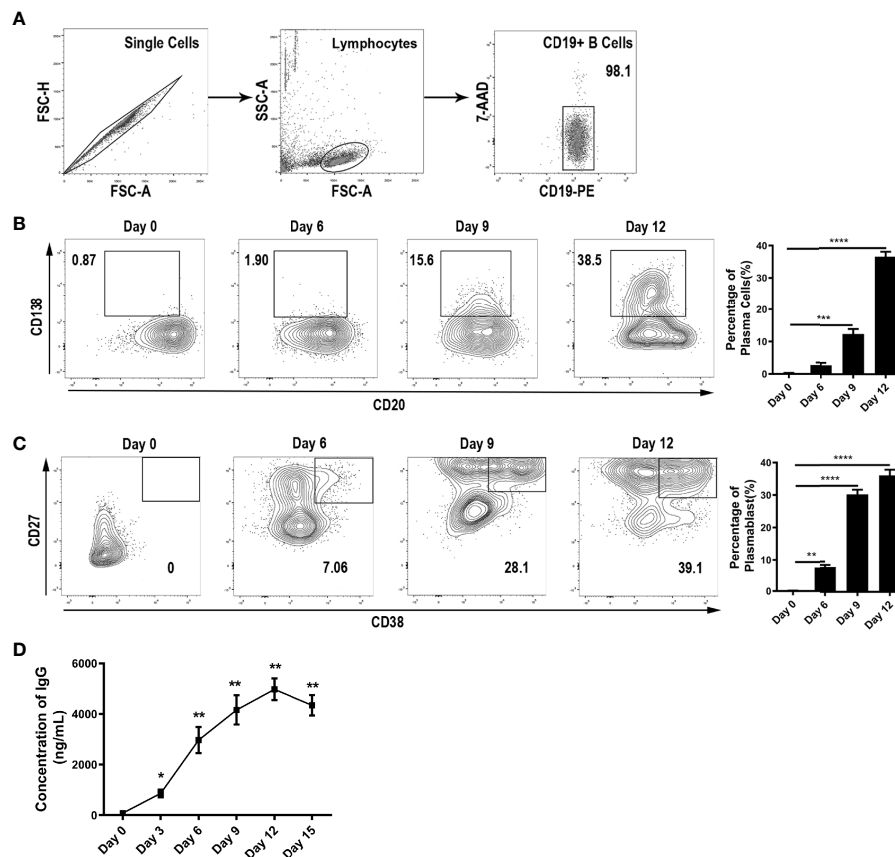 A
Single Cells
FSC-H
FSC-A
Lymphocytes
SSC-A
FSC-A
CD19+ B Cells
98.1
7-AAD
CD19-PE
B
Day 0
Day 6
Day 9
Day 12
0.87
1.90
15.6
38.5
CD138
CD20
Percentage of
Plasma Cells(%)
40
30
20
10
0
****
***
Day 0
Day 6
Day 9
Day 12
C
Day 0
Day 6
Day 9
Day 12
0
7.06
28.1
39.1
CD27
CD38
Percentage of
Plasmablast(%)
40
30
20
10
0
****
****
**
Day 0
Day 6
Day 9
Day 12
D
Concentration of IgG
(ng/mL)
6000
4000
2000
0
*
**
**
**
**
Day 0
Day 3
Day 6
Day 9
Day 12
Day 15